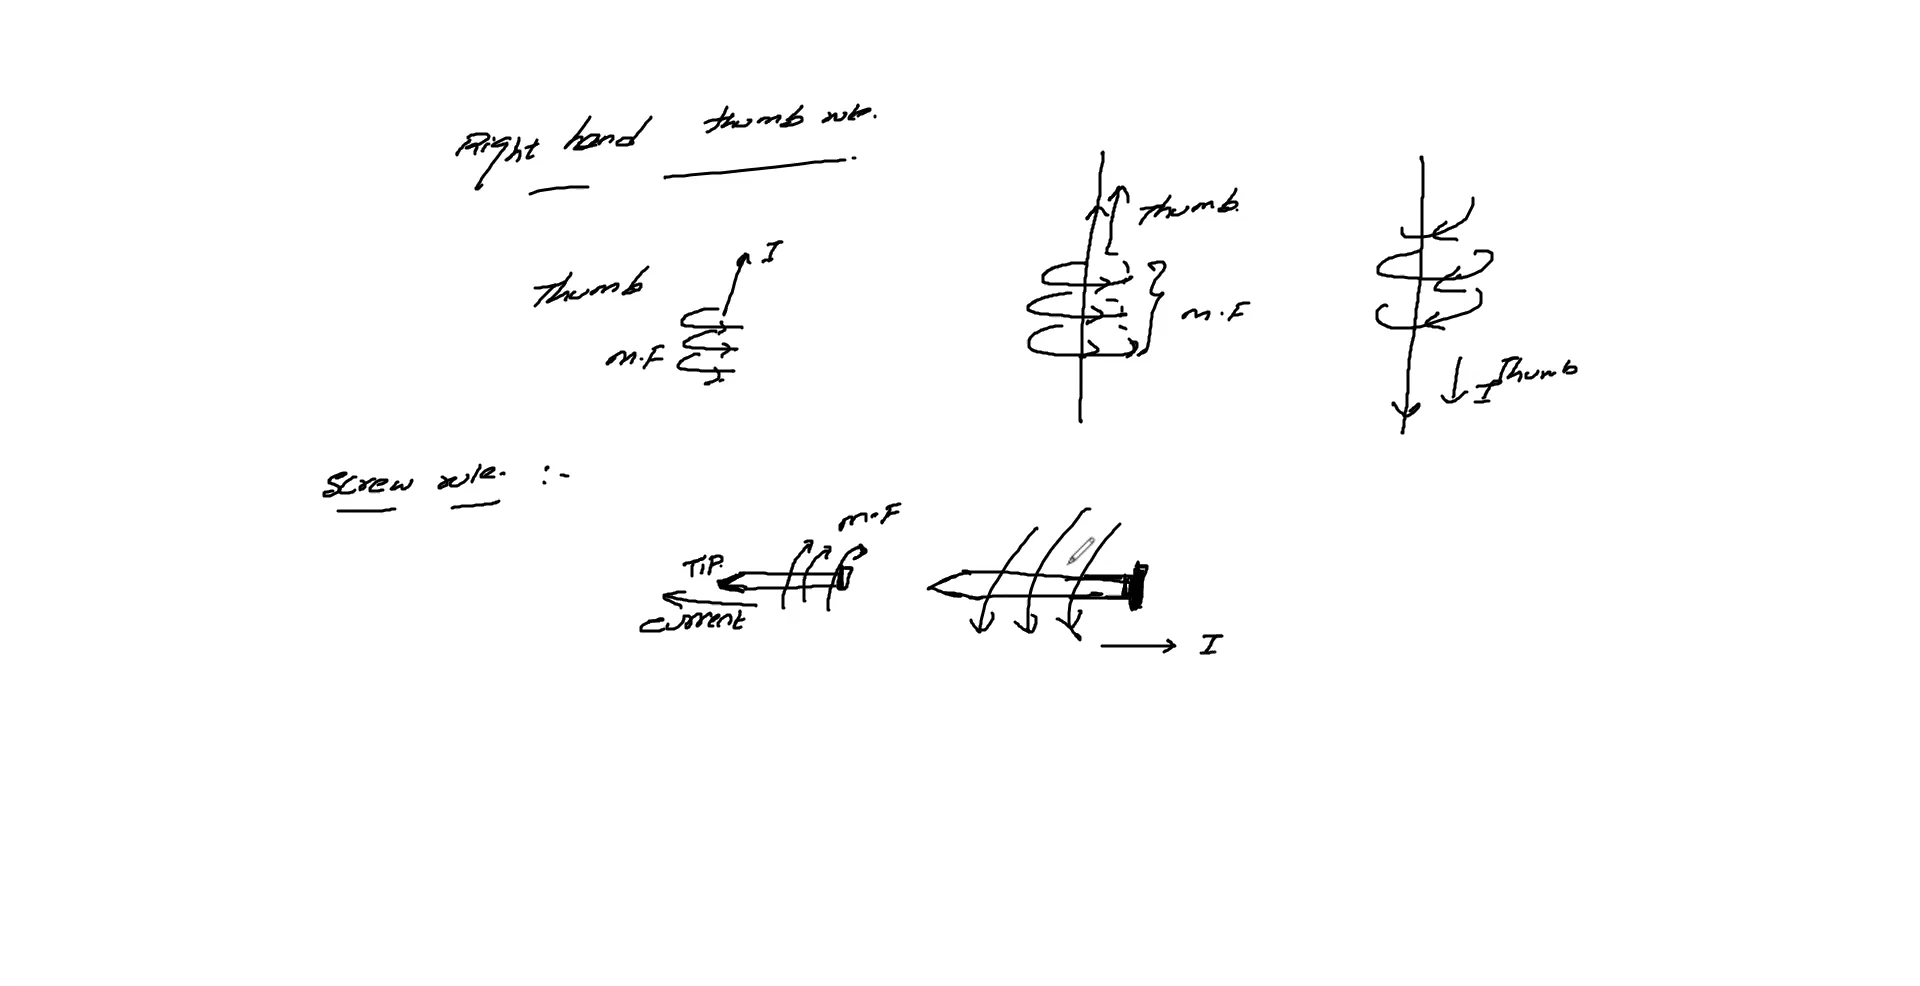 Right hand thumb rule.
Thumb.
I
Thumb
m.F
m.F
I Thumb
Screw rule. :-
m.F
TIP.
current
I